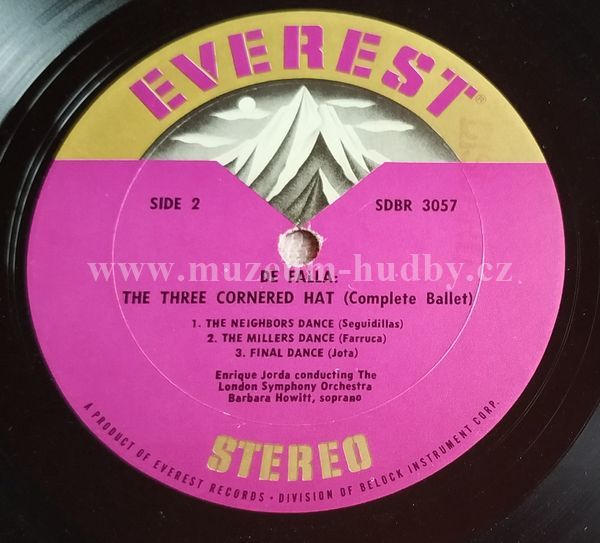 EVEREST®
SIDE 2
SDBR 3057
www.muzeum-hudby.cz
DE FALLA:
THE THREE CORNERED HAT (Complete Ballet)
1. THE NEIGHBORS DANCE (Seguidillas)
2. THE MILLERS DANCE (Farruca)
3. FINAL DANCE (Jota)
Enrique Jorda conducting The
London Symphony Orchestra
Barbara Howitt, soprano
STEREO
A PRODUCT OF EVEREST RECORDS · DIVISION OF BELOCK INSTRUMENT CORP.